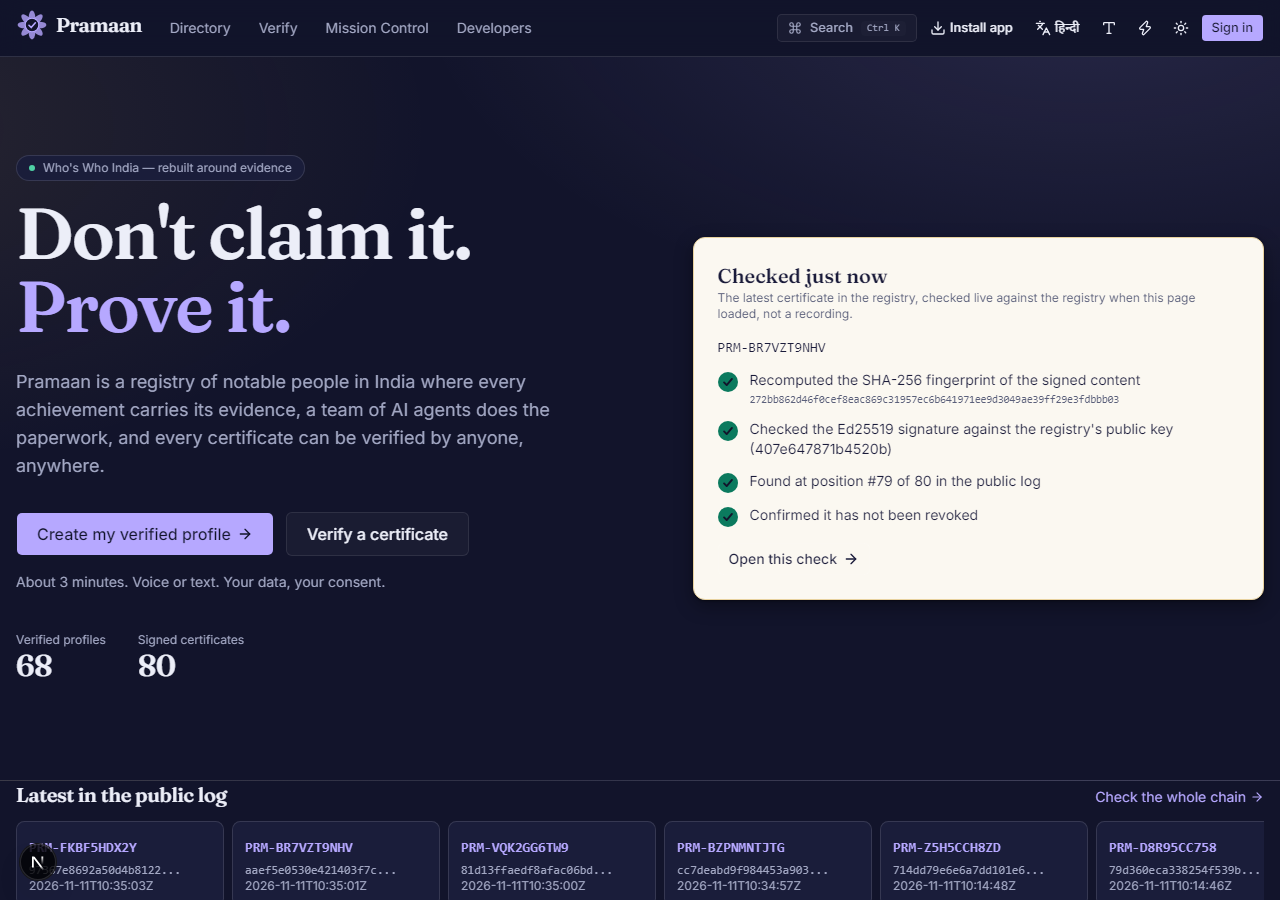 Pramaan
Directory
Verify
Mission Control
Developers
Search Ctrl K
Install app
हिन्दी
Sign in
Who's Who India — rebuilt around evidence
Don't claim it.
Prove it.
Pramaan is a registry of notable people in India where every
achievement carries its evidence, a team of AI agents does the
paperwork, and every certificate can be verified by anyone,
anywhere.
Create my verified profile →
Verify a certificate
About 3 minutes. Voice or text. Your data, your consent.
Verified profiles
68
Signed certificates
80
Checked just now
The latest certificate in the registry, checked live against the registry when this page
loaded, not a recording.
PRM-BR7VZT9NHV
Recomputed the SHA-256 fingerprint of the signed content
272bb862d46f0cef8eac869c31957ec6b641971ee9d3049ae39ff29e3fdbbb03
Checked the Ed25519 signature against the registry's public key
(407e647871b4520b)
Found at position #79 of 80 in the public log
Confirmed it has not been revoked
Open this check →
Latest in the public log
Check the whole chain →
PRM-FKBF5HDX2Y
2026-11-11T10:35:03Z
PRM-BR7VZT9NHV
aaef5e0530e421403f7c...
2026-11-11T10:35:01Z
PRM-VQK2GG6TW9
81d13ffaedf8afac06bd...
2026-11-11T10:35:00Z
PRM-BZPNMNTJTG
cc7deabd9f984453a903...
2026-11-11T10:34:57Z
PRM-Z5H5CCH8ZD
714dd79e6e6a7dd101e6...
2026-11-11T10:14:48Z
PRM-D8R95CC758
79d360eca338254f539b...
2026-11-11T10:14:46Z
N